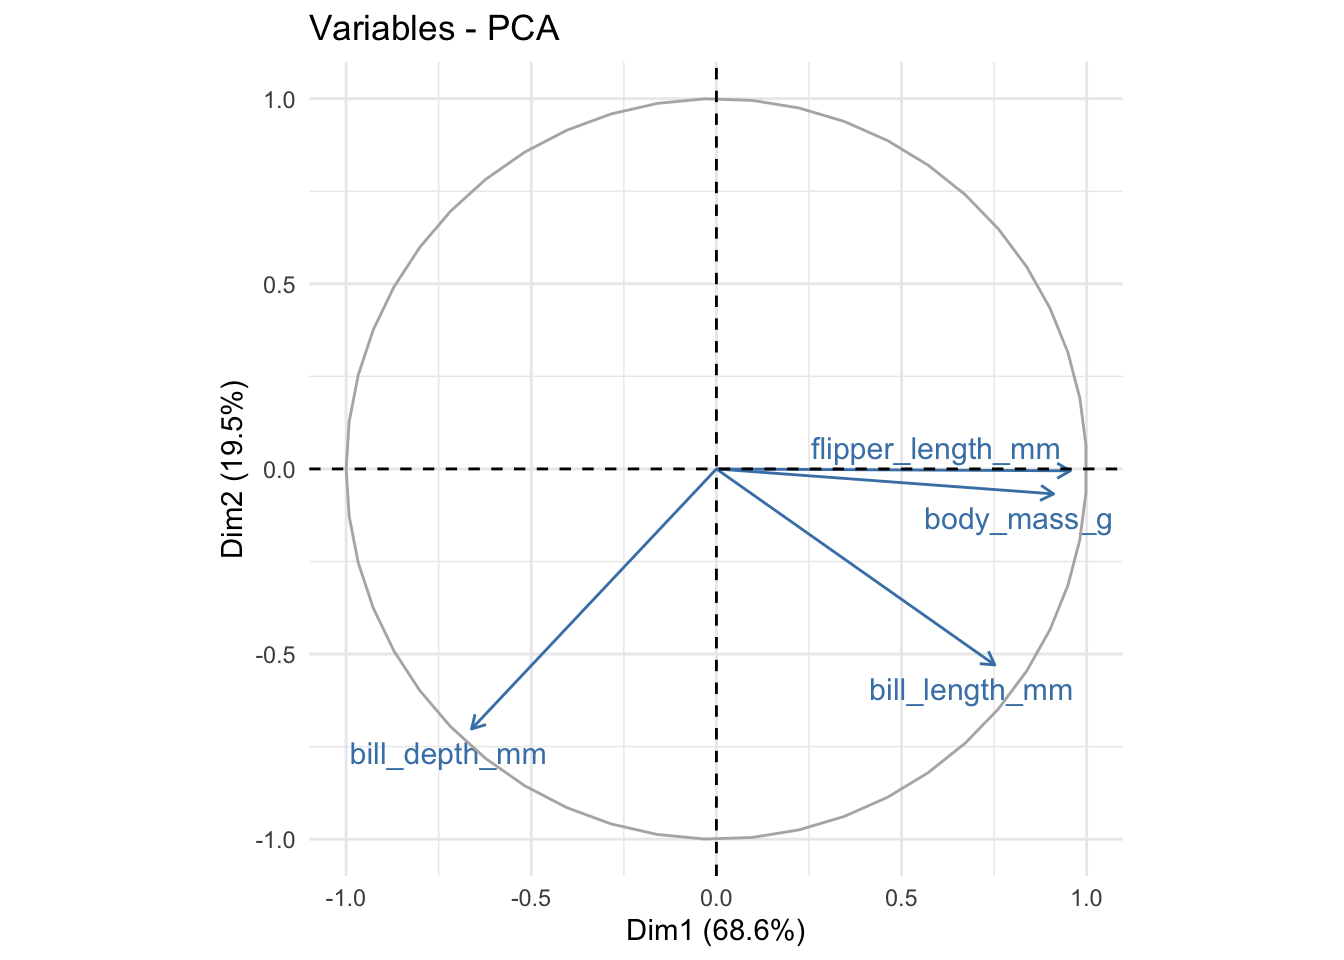 Variables - PCA
1.0
0.5
0.0
-0.5
-1.0
Dim2 (19.5%)
flipper_length_mm
body_mass_g
bill_length_mm
bill_depth_mm
-1.0
-0.5
0.0
0.5
1.0
Dim1 (68.6%)